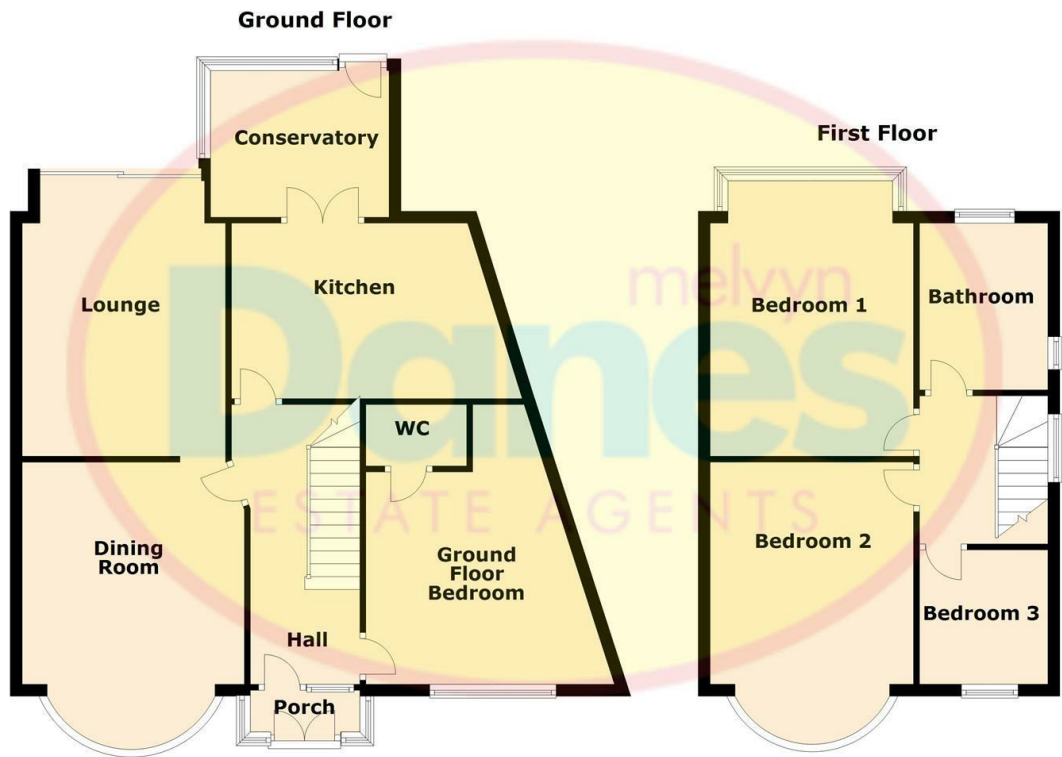 Ground Floor
Conservatory
Lounge
Kitchen
WC
Dining
Room
Ground
Floor
Bedroom
Hall
Porch
First Floor
Bedroom 1
Bathroom
Bedroom 2
Bedroom 3
melvyn
Danes
ESTATE AGENTS